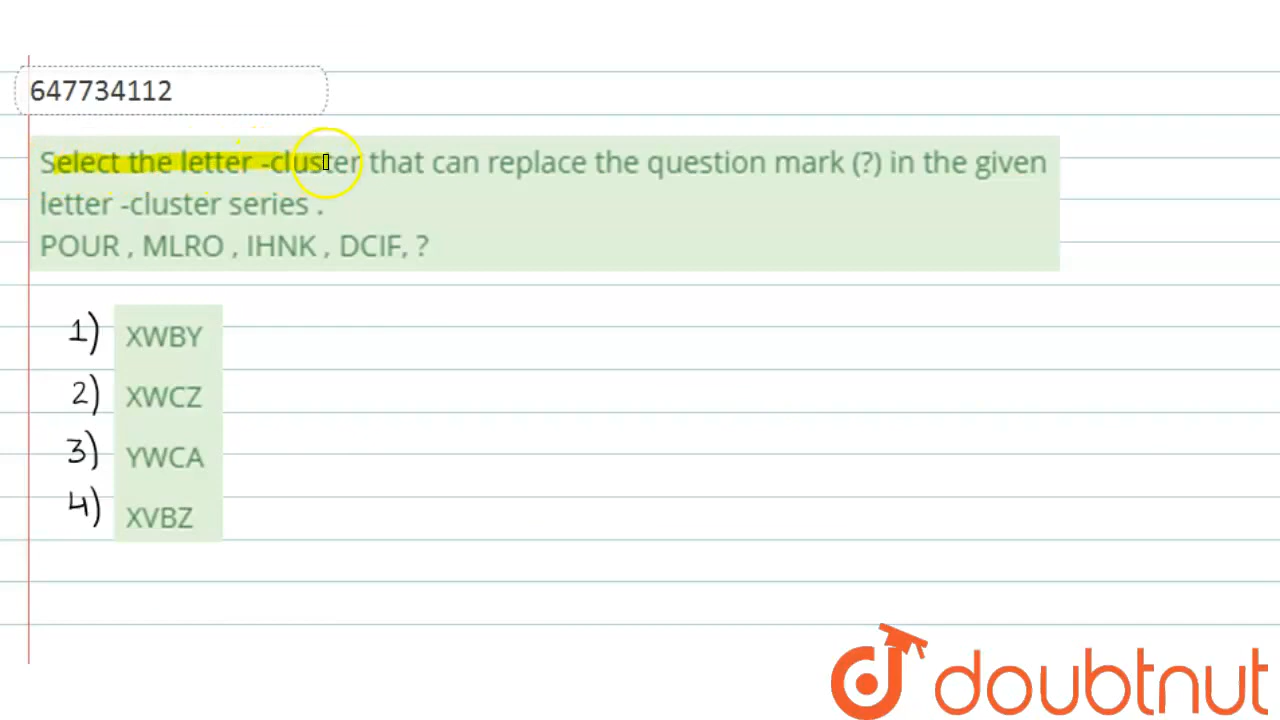 647734112
Select the letter -cluster that can replace the question mark (?) in the given
letter -cluster series .
POUR , MLRO , IHNK , DCIF, ?
1) XWBY
2) XWCZ
3) YWCA
4) XVBZ
doubtnut